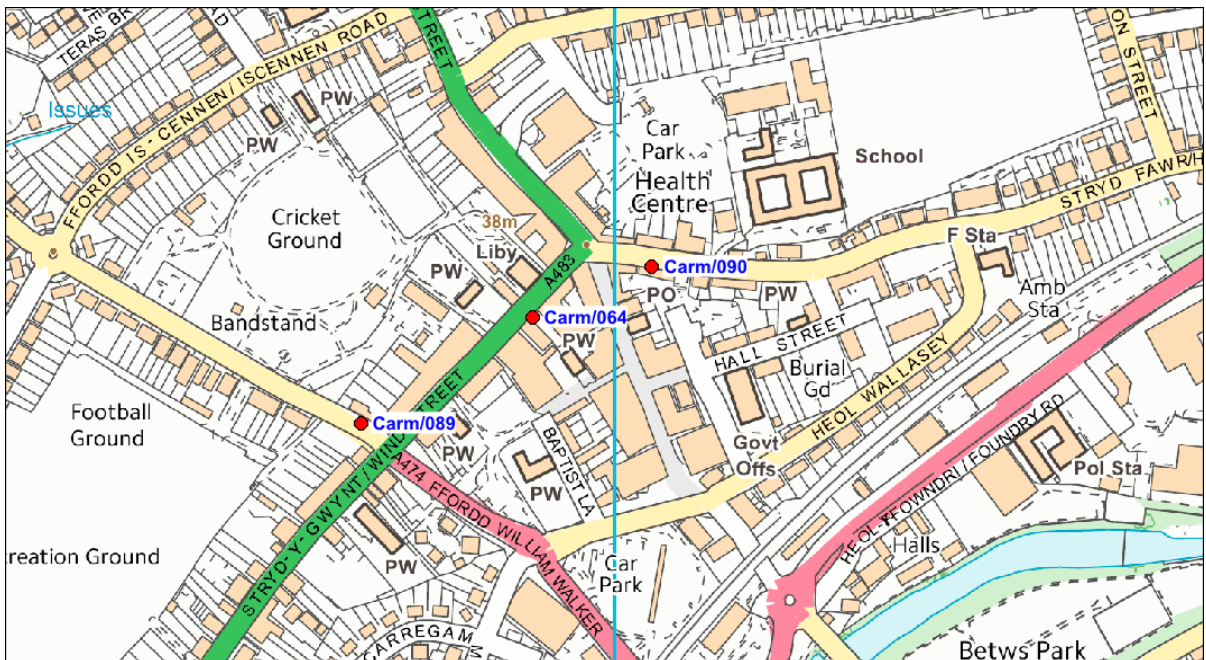 TERAS BR
STREET
ON STREET
FFORDD IS-CENNEN / ISCENNEN ROAD
Issues
PW
PW
Car
Park
School
Health
Centre
STRYD FAWR/H
Cricket
Ground
38m
Liby
A483
F Sta
Carm/090
PW
PO
PW
Amb
Sta
Bandstand
Carm/064
PW
HALL STREET
Burial
Gd
HEOL WALLASEY
Football
Ground
Carm/089
STRYD-Y-GWYNT / WIND STREET
PW
BAPTIST LA
PW
Govt
Offs
A474 FFORDD WILLIAM WALKER
HEOL-Y-FFOWNDRI / FOUNDRY RD
Pol Sta
Halls
creation Ground
PW
Car
Park
CARREGAM
Betws Park